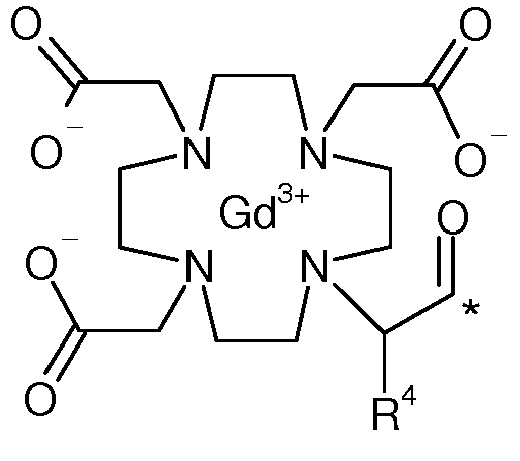 O O
O⁻ N N O⁻
Gd³⁺
O⁻ N N O
*
O R⁴